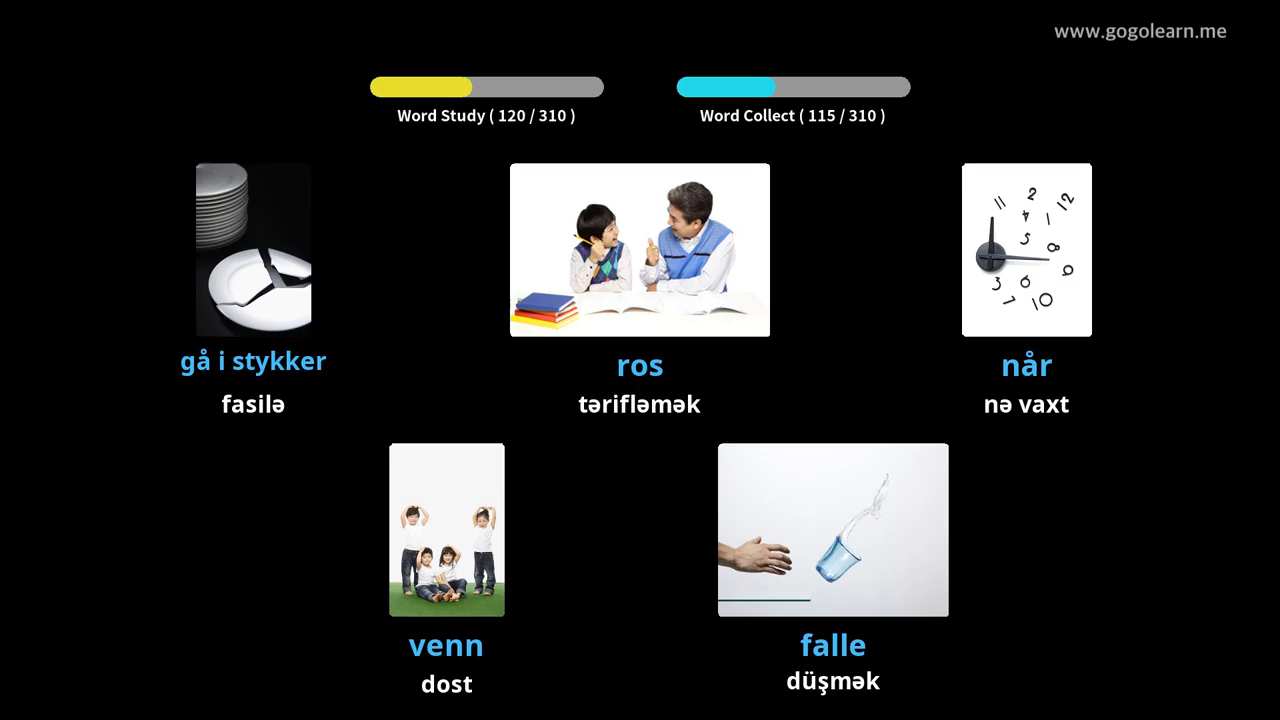 www.gogolearn.me
Word Study ( 120 / 310 )
Word Collect ( 115 / 310 )
gå i stykker
fasilə
ros
tərifləmək
når
nə vaxt
venn
dost
falle
düşmək